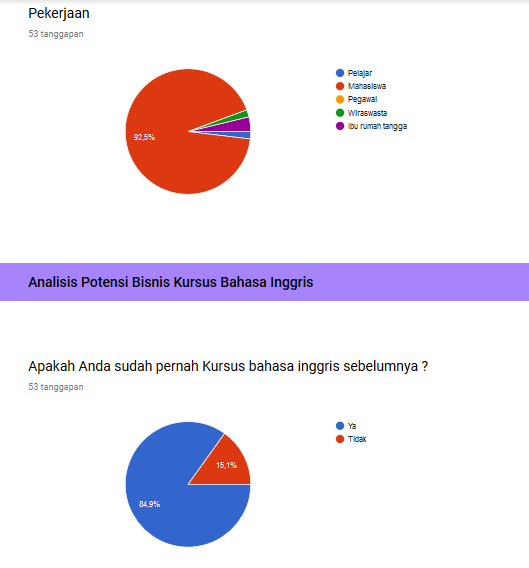 Pekerjaan
53 tanggapan
92,5%
Pelajar
Mahasiswa
Pegawai
Wiraswasta
Ibu rumah tangga
Analisis Potensi Bisnis Kursus Bahasa Inggris
Apakah Anda sudah pernah Kursus bahasa inggris sebelumnya ?
53 tanggapan
84,9%
15,1%
Ya
Tidak